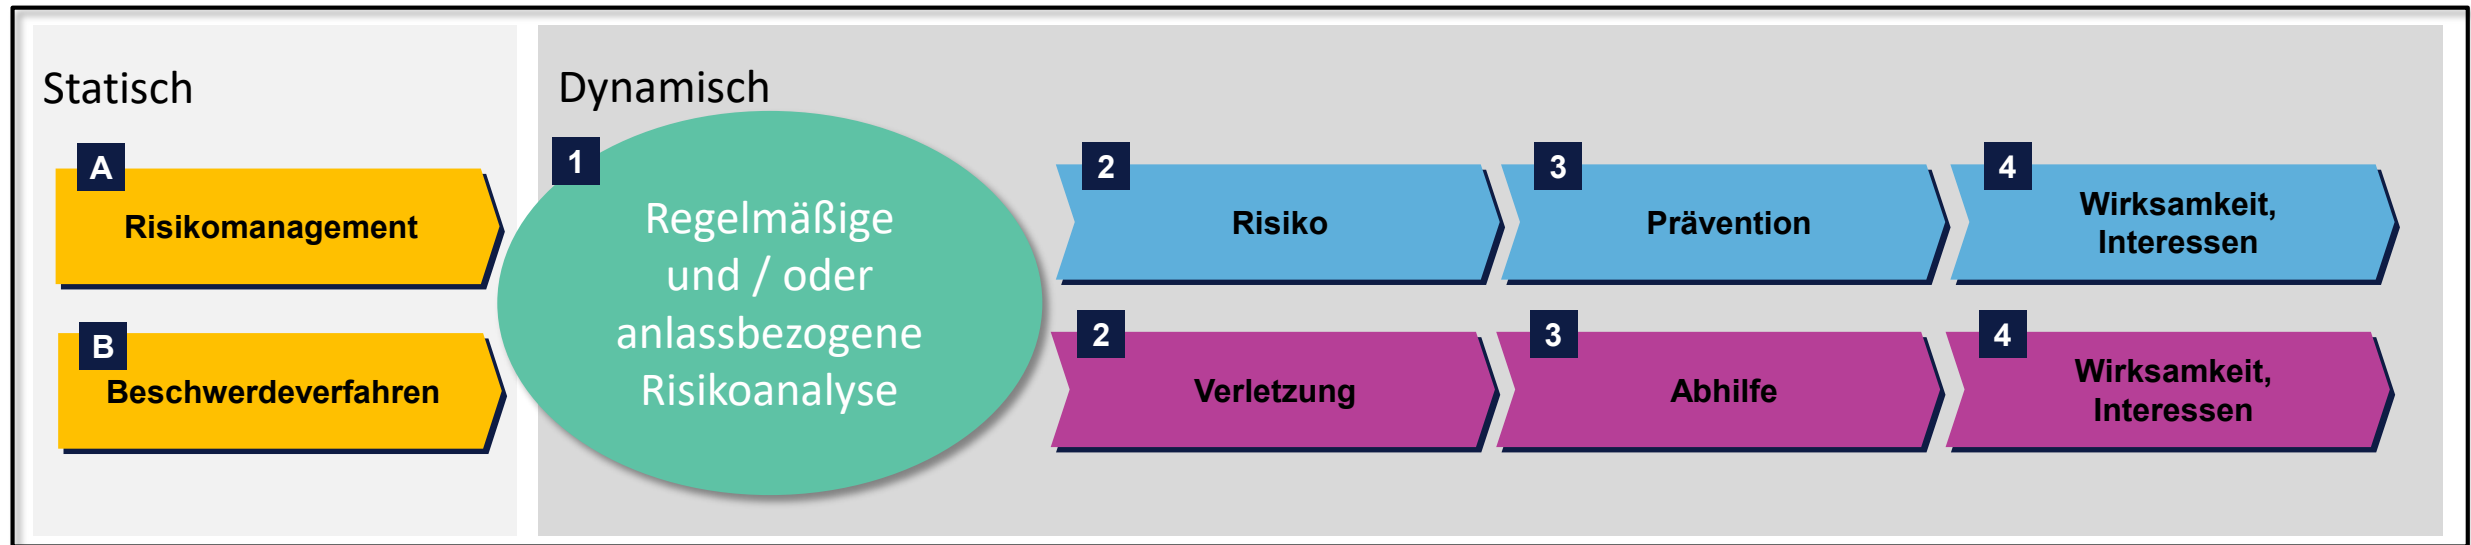 Statisch
A
Risikomanagement
B
Beschwerdeverfahren
Dynamisch
1
Regelmäßige
und / oder
anlassbezogene
Risikoanalyse
2
Risiko
3
Prävention
4
Wirksamkeit,
Interessen
2
Verletzung
3
Abhilfe
4
Wirksamkeit,
Interessen